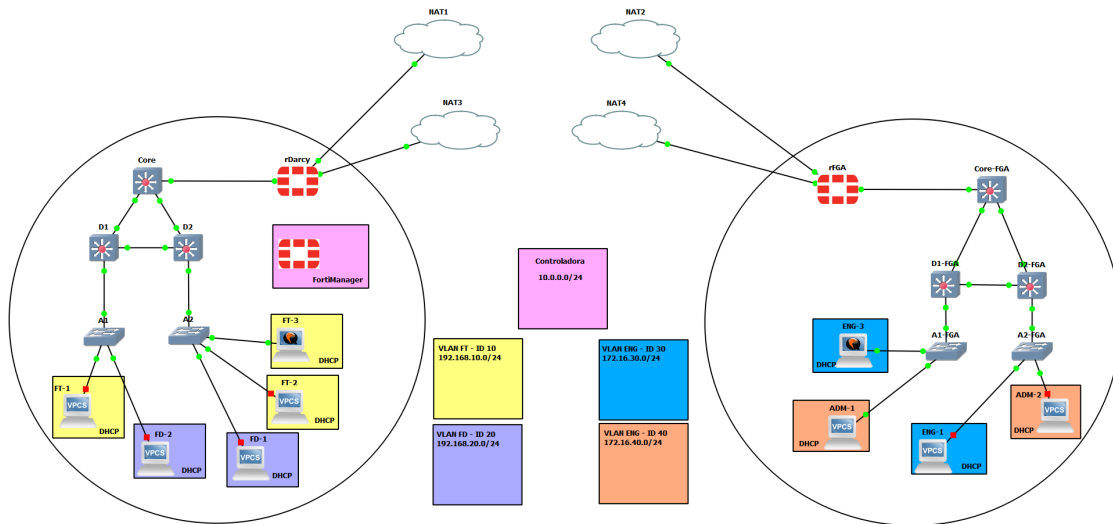 NAT1
NAT2
NAT3
NAT4
Core
rDarcy
rFGA
Core-FGA
D1
D2
FortiManager
Controladora
10.0.0.0/24
D1-FGA
D2-FGA
A1
A2
FT-3
DHCP
VLAN FT - ID 10
192.168.10.0/24
VLAN ENG - ID 30
172.16.30.0/24
ENG-3
DHCP
A1-FGA
A2-FGA
FT-1
VPCS
DHCP
FT-2
VPCS
DHCP
FD-2
VPCS
DHCP
FD-1
VPCS
DHCP
VLAN FD - ID 20
192.168.20.0/24
VLAN ENG - ID 40
172.16.40.0/24
ADM-1
VPCS
DHCP
ENG-1
VPCS
DHCP
ADM-2
VPCS
DHCP